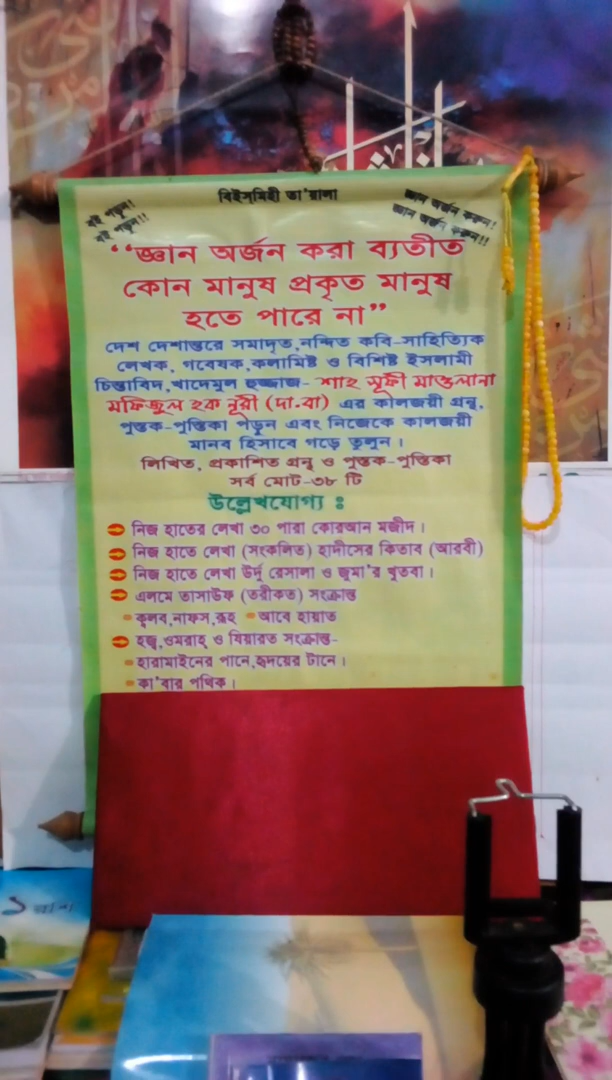 বিইসমিহী তা'য়ালা
বই পড়ুন!
বই পড়ুন!!
জ্ঞান অর্জন করুন!
জ্ঞান অর্জন করুন!!
“জ্ঞান অর্জন করা ব্যতীত
কোন মানুষ প্রকৃত মানুষ
হতে পারে না”
দেশ দেশান্তরে সমাদৃত,নন্দিত কবি-সাহিত্যিক
লেখক, গবেষক,কলামিষ্ট ও বিশিষ্ট ইসলামী
চিন্তাবিদ,খাদেমুল হুজ্জাজ- শাহ্ সূফী মাওলানা
মফিজুল হক নূরী (দা.বা) এর কালজয়ী গ্রন্থ,
পুস্তক-পুস্তিকা পড়ুন এবং নিজেকে কালজয়ী
মানব হিসাবে গড়ে তুলুন।
লিখিত, প্রকাশিত গ্রন্থ ও পুস্তক-পুস্তিকা
সর্ব মোট-৩৮ টি
উল্লেখযোগ্য ঃ
নিজ হাতের লেখা ৩০ পারা কোরআন মজীদ।
নিজ হাতে লেখা (সংকলিত) হাদীসের কিতাব (আরবী)
নিজ হাতে লেখা উর্দূ রেসালা ও জুমা'র খুতবা।
এলমে তাসাউফ (তরীকত) সংক্রান্ত
ক্বলব,নাফস,রূহ আবে হায়াত
হজ্ব,ওমরাহ্ ও যিয়ারত সংক্রান্ত-
হারামাইনের পানে,হৃদয়ের টানে।
কা'বার পথিক।